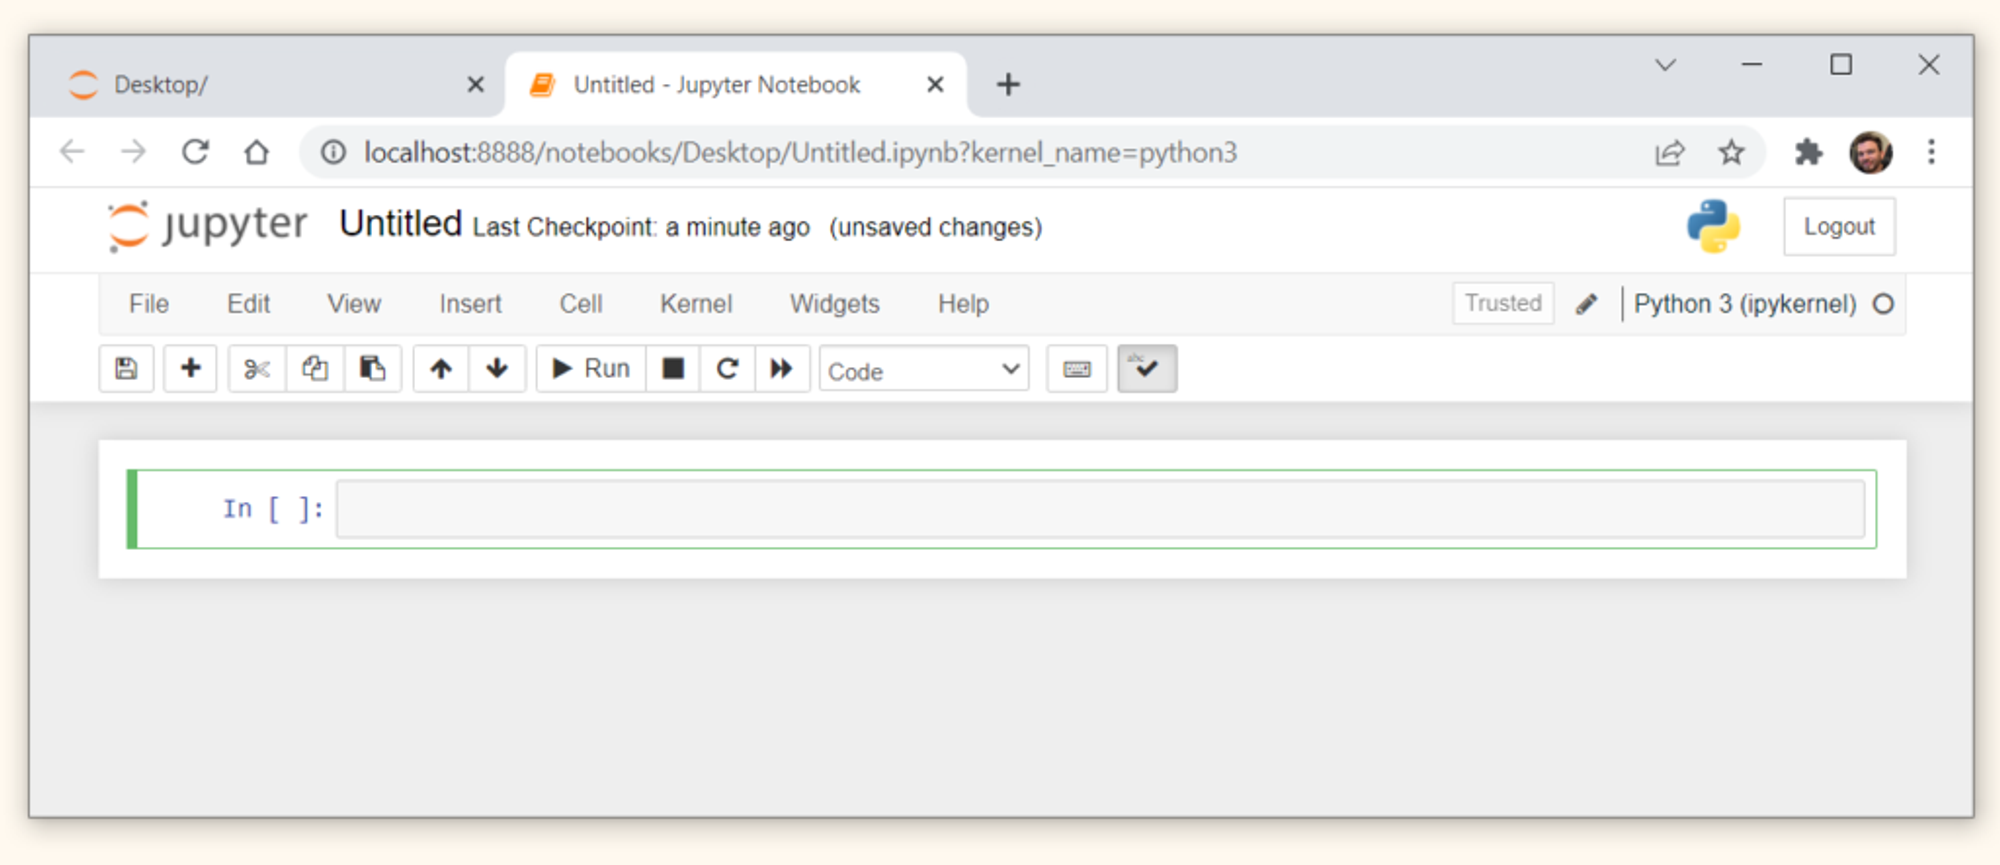 Desktop/ Untitled - Jupyter Notebook
localhost:8888/notebooks/Desktop/Untitled.ipynb?kernel_name=python3
jupyter Untitled Last Checkpoint: a minute ago (unsaved changes) Logout
File Edit View Insert Cell Kernel Widgets Help Trusted Python 3 (ipykernel)
Run Code abc
In [ ]: